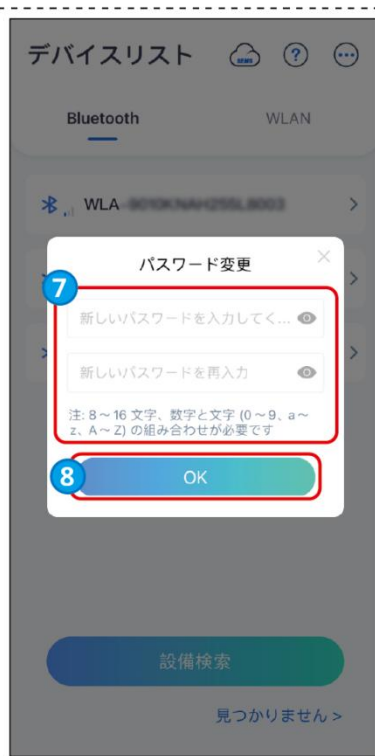 デバイスリスト
Bluetooth
WLAN
WLA
パスワード変更
7
新しいパスワードを入力してく...
新しいパスワードを再入力
注: 8～16 文字、数字と文字 (0～9、a～
z、A～Z) の組み合わせが必要です
8
OK
設備検索
見つかりません >